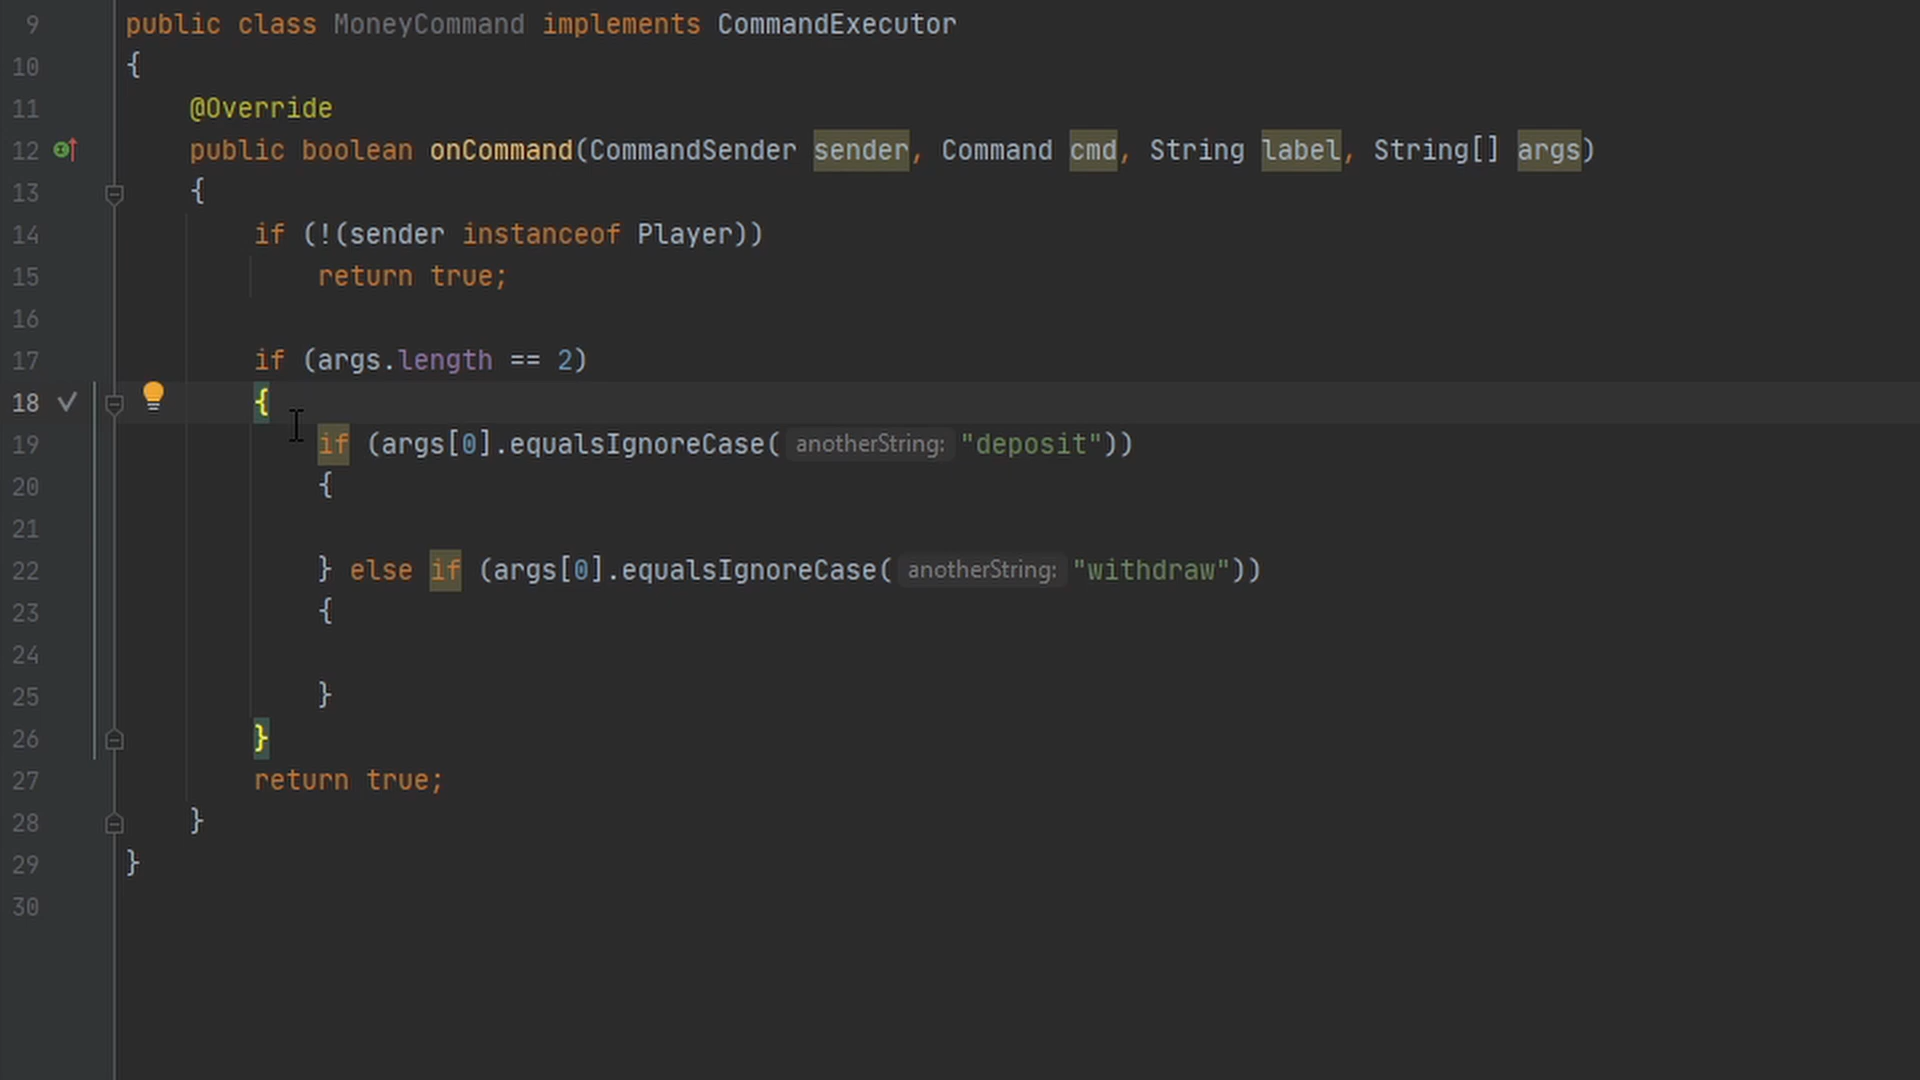 9 public class MoneyCommand implements CommandExecutor
10 {
11 @Override
12 public boolean onCommand(CommandSender sender, Command cmd, String label, String[] args)
13 {
14 if (!(sender instanceof Player))
15 return true;
16
17 if (args.length == 2)
18 {
19 if (args[0].equalsIgnoreCase( anotherString: "deposit"))
20 {
21
22 } else if (args[0].equalsIgnoreCase( anotherString: "withdraw"))
23 {
24
25 }
26 }
27 return true;
28 }
29 }
30